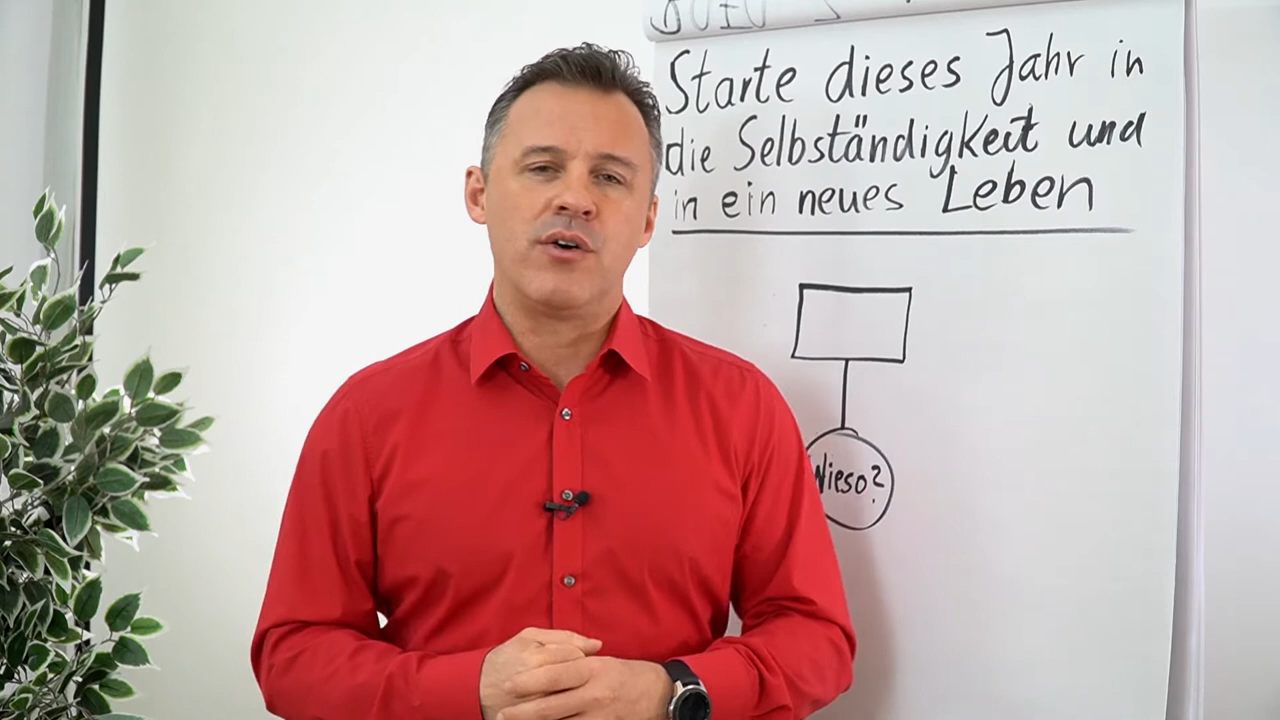 Starte dieses Jahr in
die Selbständigkeit und
in ein neues Leben
Wieso?